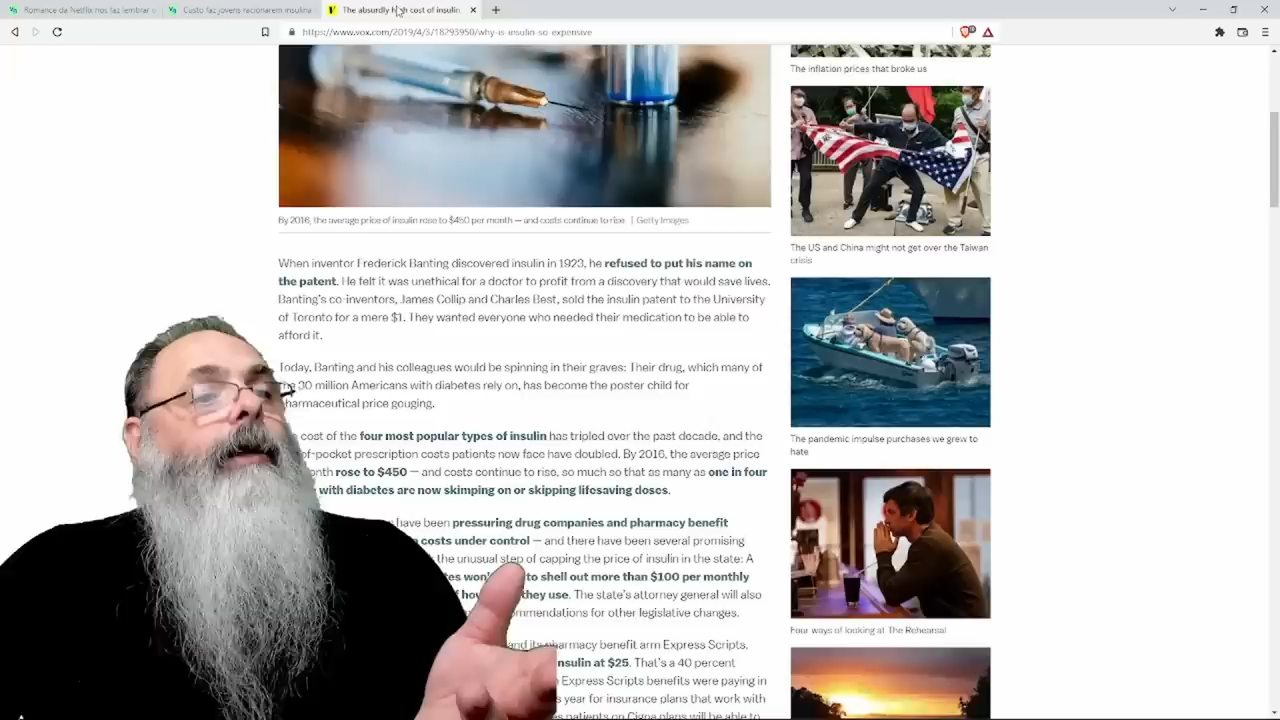 Romance da Netflix nos faz lembrar
Custo faz jovens racionarem insulina
The absurdly high cost of insulin
https://www.vox.com/2019/4/3/18293950/why-is-insulin-so-expensive
By 2016, the average price of insulin rose to $450 per month — and costs continue to rise. | Getty Images
When inventor Frederick Banting discovered insulin in 1923, he refused to put his name on
the patent. He felt it was unethical for a doctor to profit from a discovery that would save lives.
Banting's co-inventors, James Collip and Charles Best, sold the insulin patent to the University
of Toronto for a mere $1. They wanted everyone who needed their medication to be able to
afford it.
Today, Banting and his colleagues would be spinning in their graves: Their drug, which many of
30 million Americans with diabetes rely on, has become the poster child for
pharmaceutical price gouging.
cost of the four most popular types of insulin has tripled over the past decade, and the
-of-pocket prescription costs patients now face have doubled. By 2016, the average price
rose to $450 — and costs continue to rise, so much so that as many as one in four
with diabetes are now skimping on or skipping lifesaving doses.
have been pressuring drug companies and pharmacy benefit
costs under control — and there have been several promising
the unusual step of capping the price of insulin in the state: A
to shell out more than $100 per monthly
they use. The state's attorney general will also
for other legislative changes.
and its pharmacy benefit arm Express Scripts,
insulin at $25. That's a 40 percent
Express Scripts benefits were paying in
year for insurance plans that work with
patients on Cigna plans will be able to
The inflation prices that broke us
The US and China might not get over the Taiwan
crisis
The pandemic impulse purchases we grew to
hate
Four ways of looking at The Rehearsal